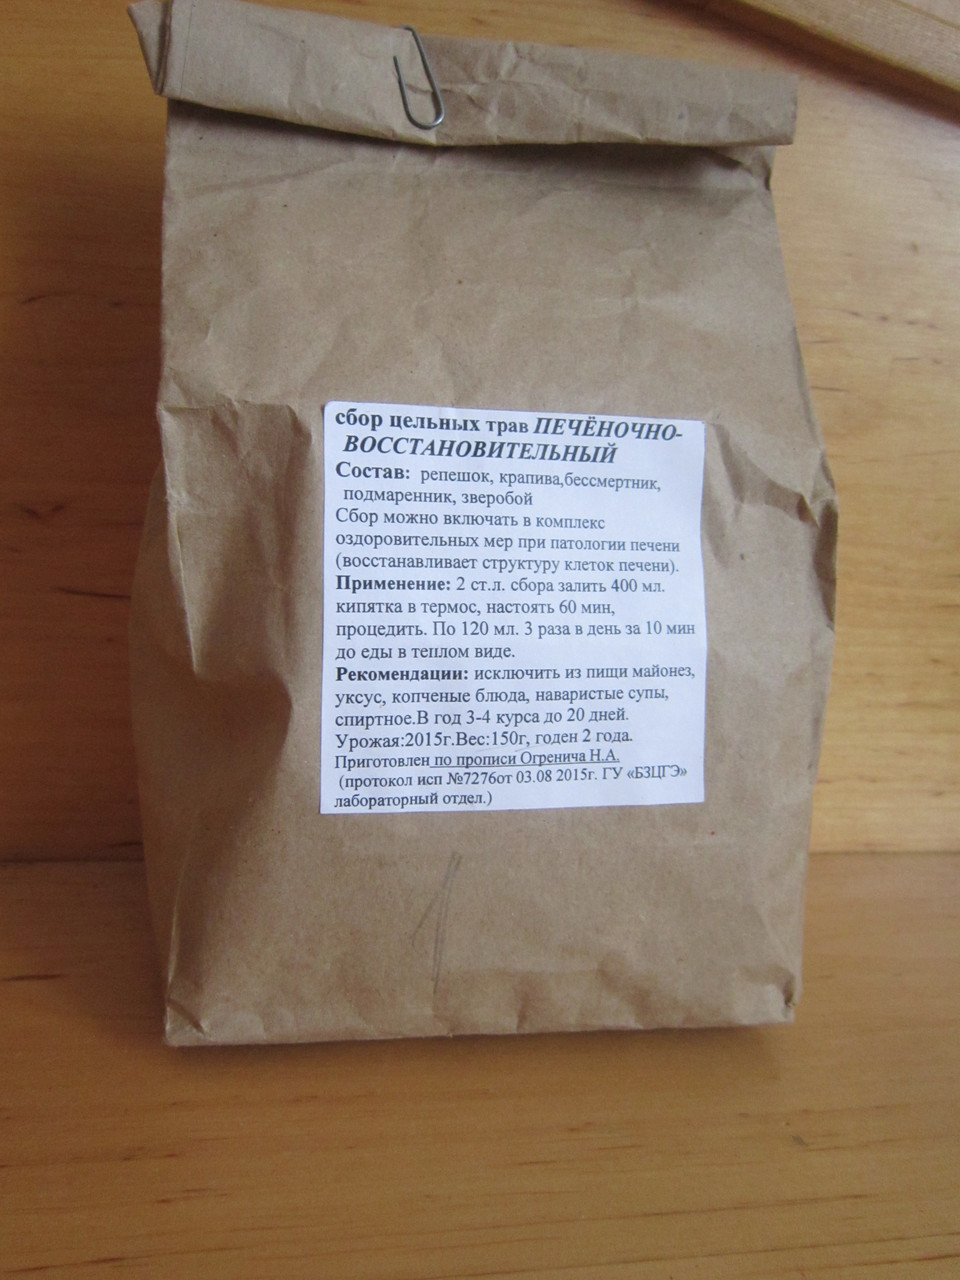 сбор цельных трав ПЕЧЁНОЧНО-
ВОССТАНОВИТЕЛЬНЫЙ
Состав: репешок, крапива,бессмертник,
подмаренник, зверобой
Сбор можно включать в комплекс
оздоровительных мер при патологии печени
(восстанавливает структуру клеток печени).
Применение: 2 ст.л. сбора залить 400 мл.
кипятка в термос, настоять 60 мин,
процедить. По 120 мл. 3 раза в день за 10 мин
до еды в теплом виде.
Рекомендации: исключить из пищи майонез,
уксус, копченые блюда, наваристые супы,
спиртное.В год 3-4 курса до 20 дней.
Урожая:2015г.Вес:150г, годен 2 года.
Приготовлен по прописи Огренича Н.А.
(протокол исп №7276от 03.08 2015г. ГУ «БЗЦГЭ»
лабораторный отдел.)